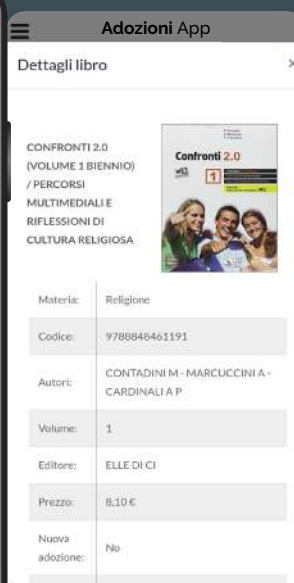 Adozioni App
Dettagli libro
CONFRONTI 2.0
(VOLUME 1 BIENNIO)
/ PERCORSI
MULTIMEDIALI E
RIFLESSIONI DI
CULTURA RELIGIOSA
Confronti 2.0
1
Materia: Religione
Codice: 9788848461191
Autori: CONTADINI M - MARCUCCINI A -
CARDINALI A P
Volume: 1
Editore: ELLE DI CI
Prezzo: 8,10 €
Nuova
adozione: No